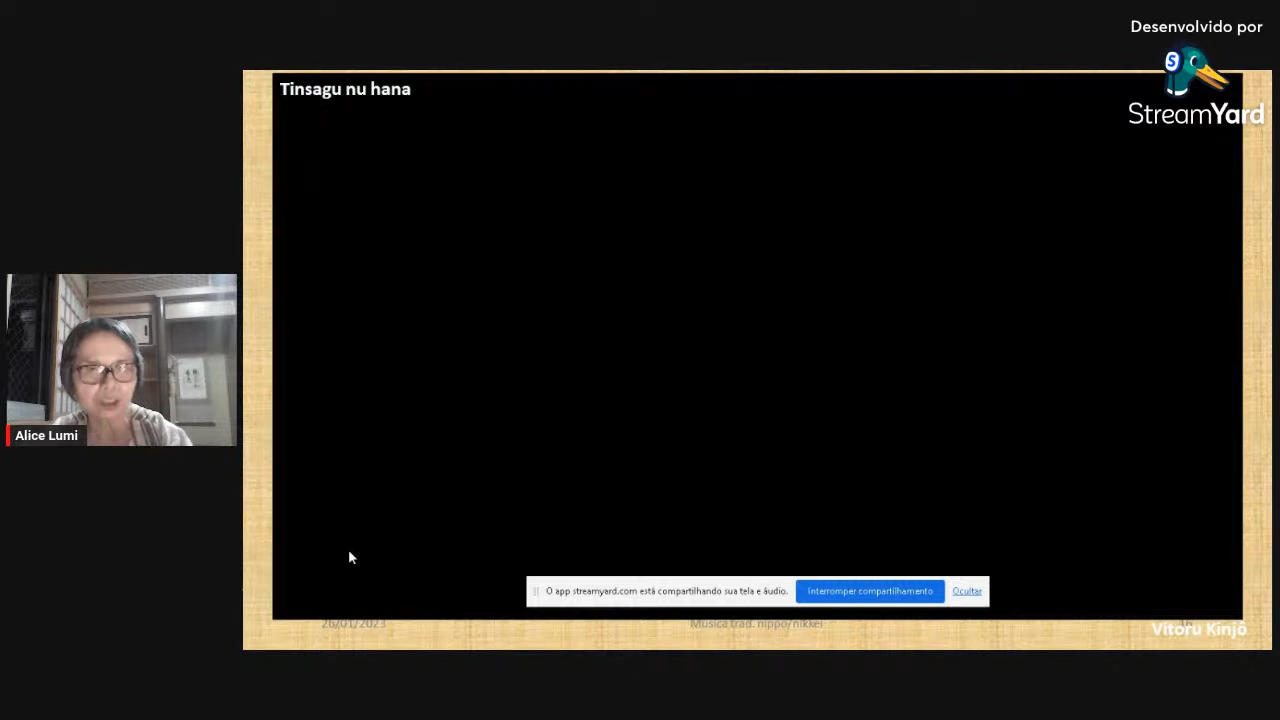 Desenvolvido por
StreamYard
Tinsagu nu hana
Alice Lumi
O app streamyard.com está compartilhando sua tela e áudio.
Interromper compartilhamento
Ocultar
26/01/2023
Música trad. nippo/nikkei
Vitoru Kinjô